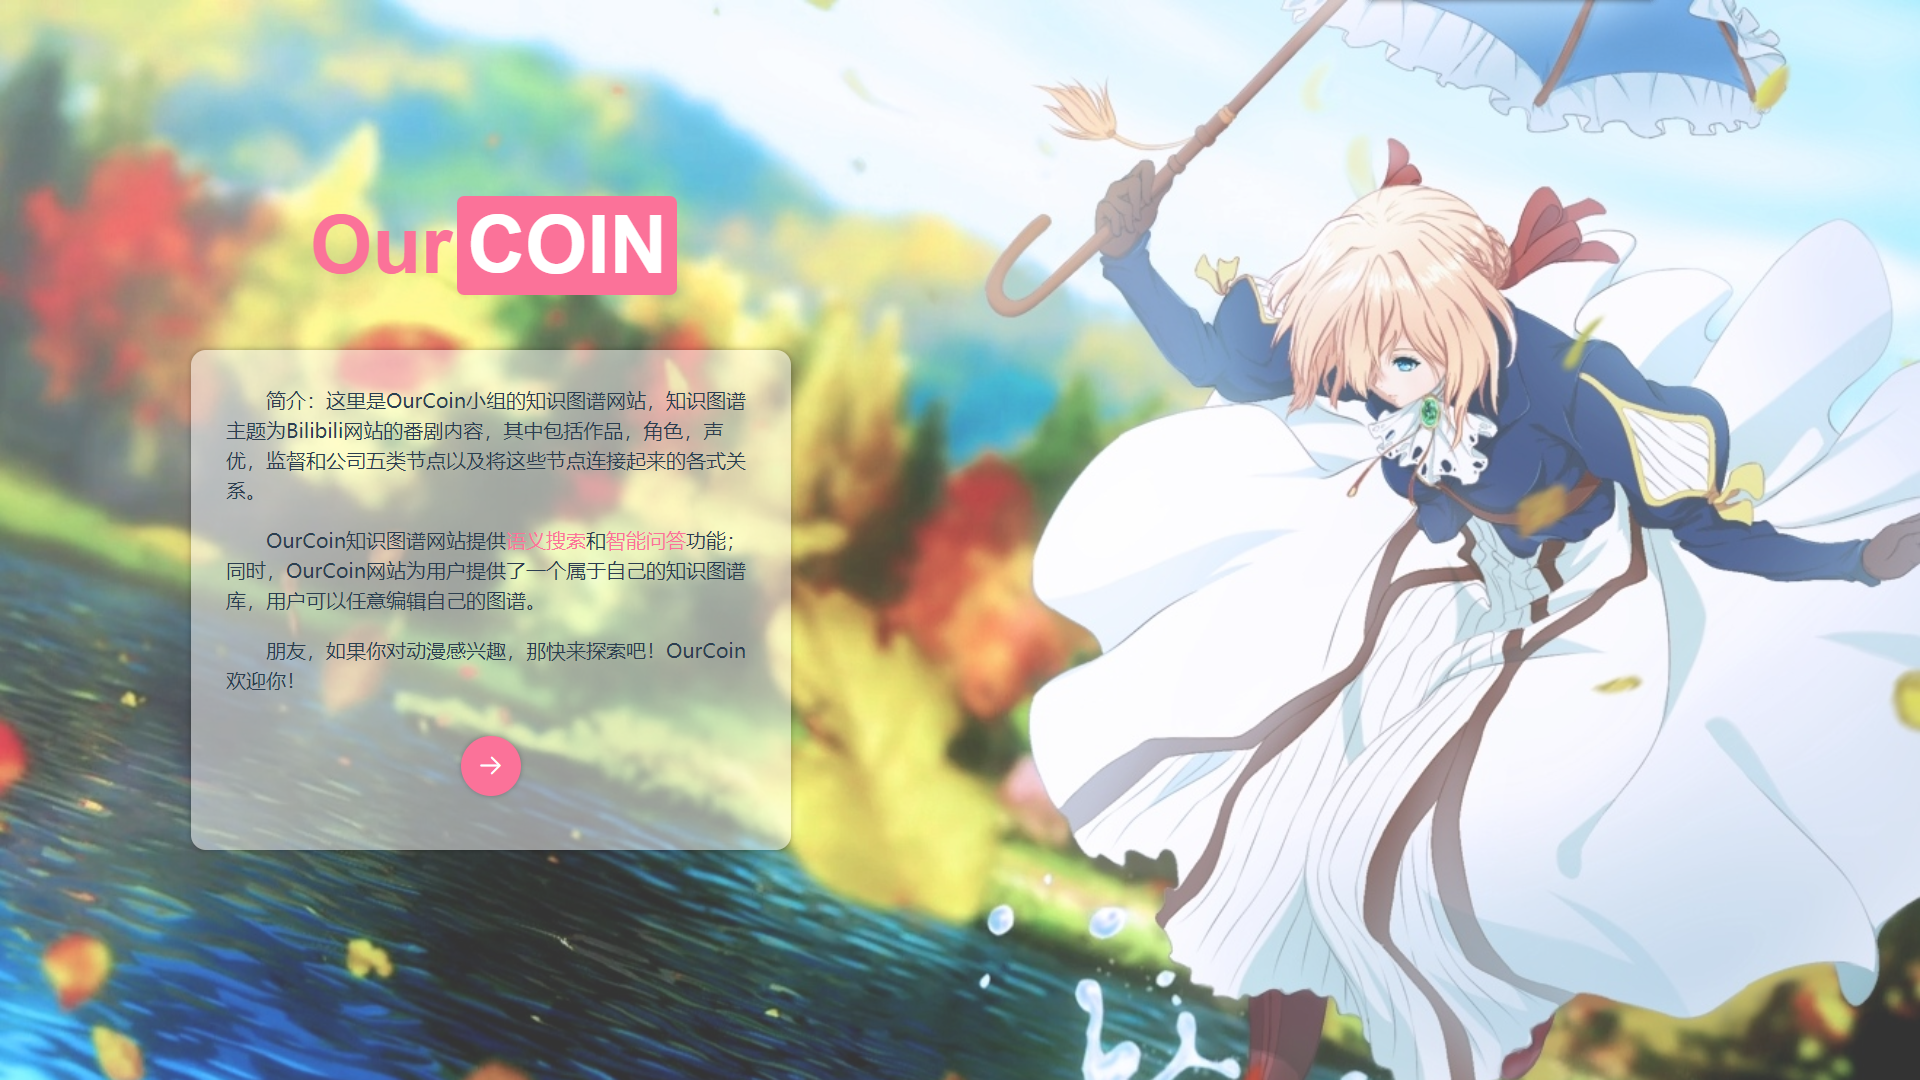 OurCOIN
简介：这里是OurCoin小组的知识图谱网站，知识图谱
主题为Bilibili网站的番剧内容，其中包括作品，角色，声
优，监督和公司五类节点以及将这些节点连接起来的各式关
系。
OurCoin知识图谱网站提供语义搜索和智能问答功能；
同时，OurCoin网站为用户提供了一个属于自己的知识图谱
库，用户可以任意编辑自己的图谱。
朋友，如果你对动漫感兴趣，那快来探索吧！OurCoin
欢迎你！